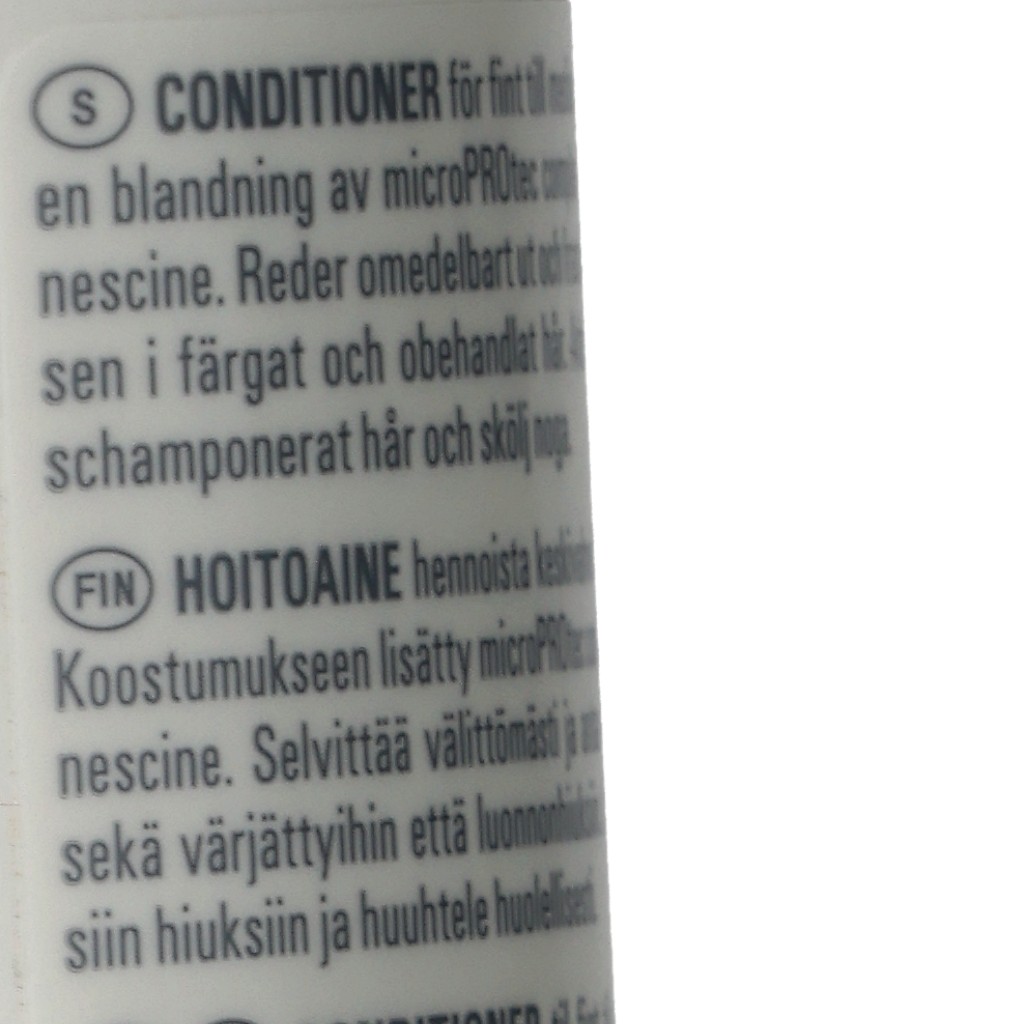 S CONDITIONER för fint till
en blandning av microPROtec
nescine. Reder omedelbart ut och
sen i färgat och obehandlat hår.
schamponerat hår och skölj noga.
FIN HOITOAINE hennoista
Koostumukseen lisätty microPROtec
nescine. Selvittää välittömästi ja
sekä värjättyihin että
siin hiuksiin ja huuhtele huolellisesti.
CONDITIONER